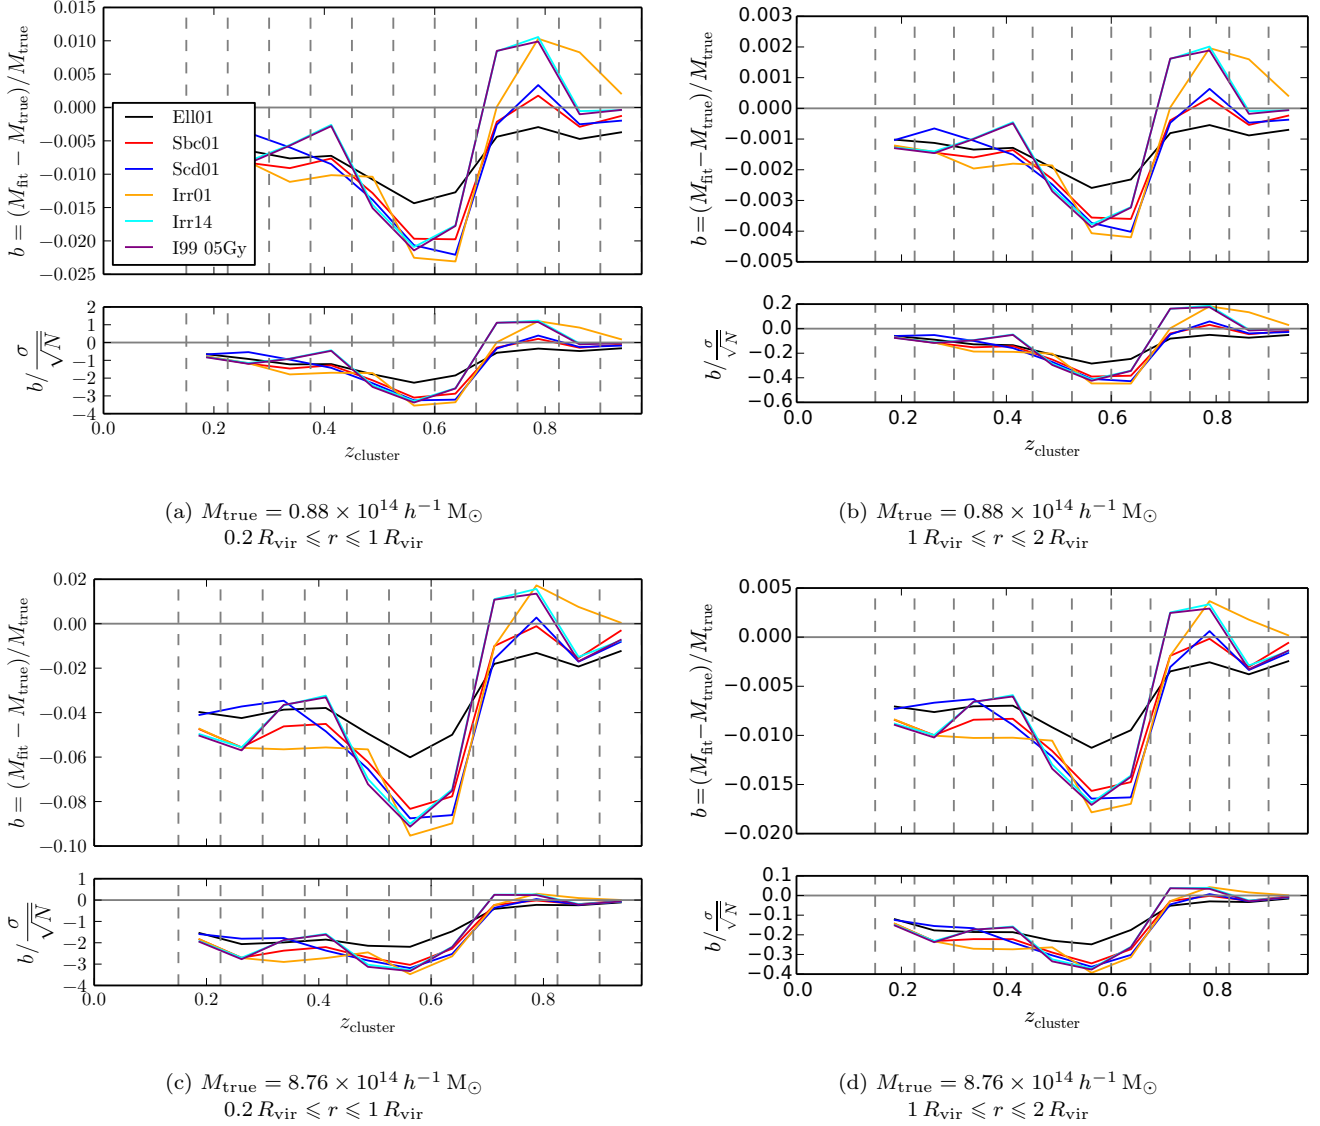 0.015
0.010
0.005
0.000
−0.005
−0.010
−0.015
−0.020
−0.025
b = (M_fit − M_true)/M_true
Ell01
Sbc01
Scd01
Irr01
Irr14
I99 05Gy
2
1
0
−1
−2
−3
−4
b/ σ/√N
0.0
0.2
0.4
0.6
0.8
z_cluster
(a) M_true = 0.88 × 10^14 h^−1 M_⊙
0.2 R_vir ⩽ r ⩽ 1 R_vir
0.003
0.002
0.001
0.000
−0.001
−0.002
−0.003
−0.004
−0.005
b = (M_fit − M_true)/M_true
0.2
0.0
−0.2
−0.4
−0.6
b/ σ/√N
0.0
0.2
0.4
0.6
0.8
z_cluster
(b) M_true = 0.88 × 10^14 h^−1 M_⊙
1 R_vir ⩽ r ⩽ 2 R_vir
0.02
0.00
−0.02
−0.04
−0.06
−0.08
−0.10
b = (M_fit − M_true)/M_true
1
0
−1
−2
−3
−4
b/ σ/√N
0.0
0.2
0.4
0.6
0.8
z_cluster
(c) M_true = 8.76 × 10^14 h^−1 M_⊙
0.2 R_vir ⩽ r ⩽ 1 R_vir
0.005
0.000
−0.005
−0.010
−0.015
−0.020
b = (M_fit − M_true)/M_true
0.1
0.0
−0.1
−0.2
−0.3
−0.4
b/ σ/√N
0.0
0.2
0.4
0.6
0.8
z_cluster
(d) M_true = 8.76 × 10^14 h^−1 M_⊙
1 R_vir ⩽ r ⩽ 2 R_vir